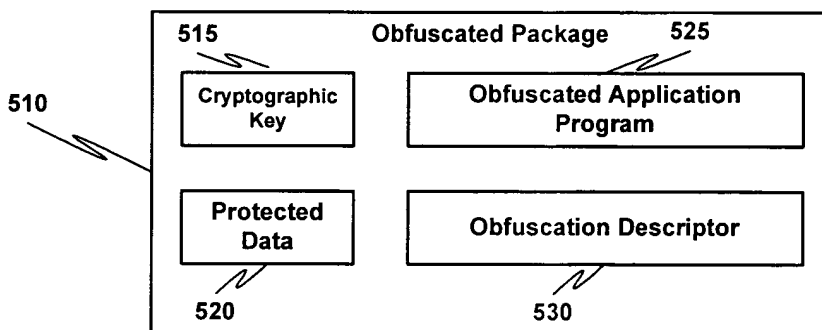 515
Obfuscated Package
525
510
Cryptographic
Key
Obfuscated Application
Program
Protected
Data
Obfuscation Descriptor
520
530